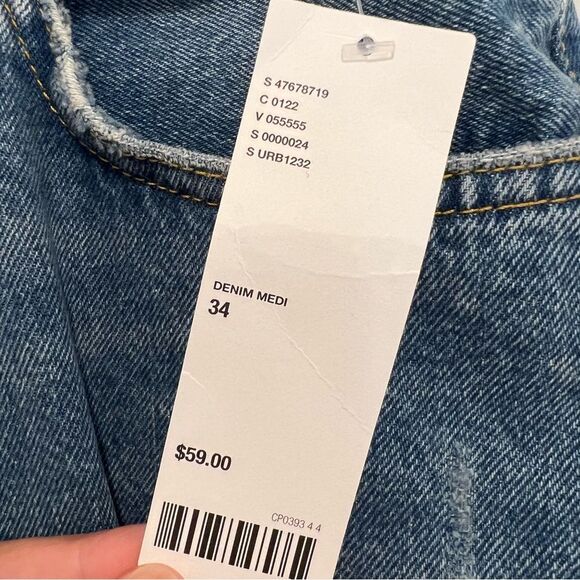 S 47678719
C 0122
V 055555
S 0000024
S URB1232
DENIM MEDI
34
$59.00
CP0393 4 4